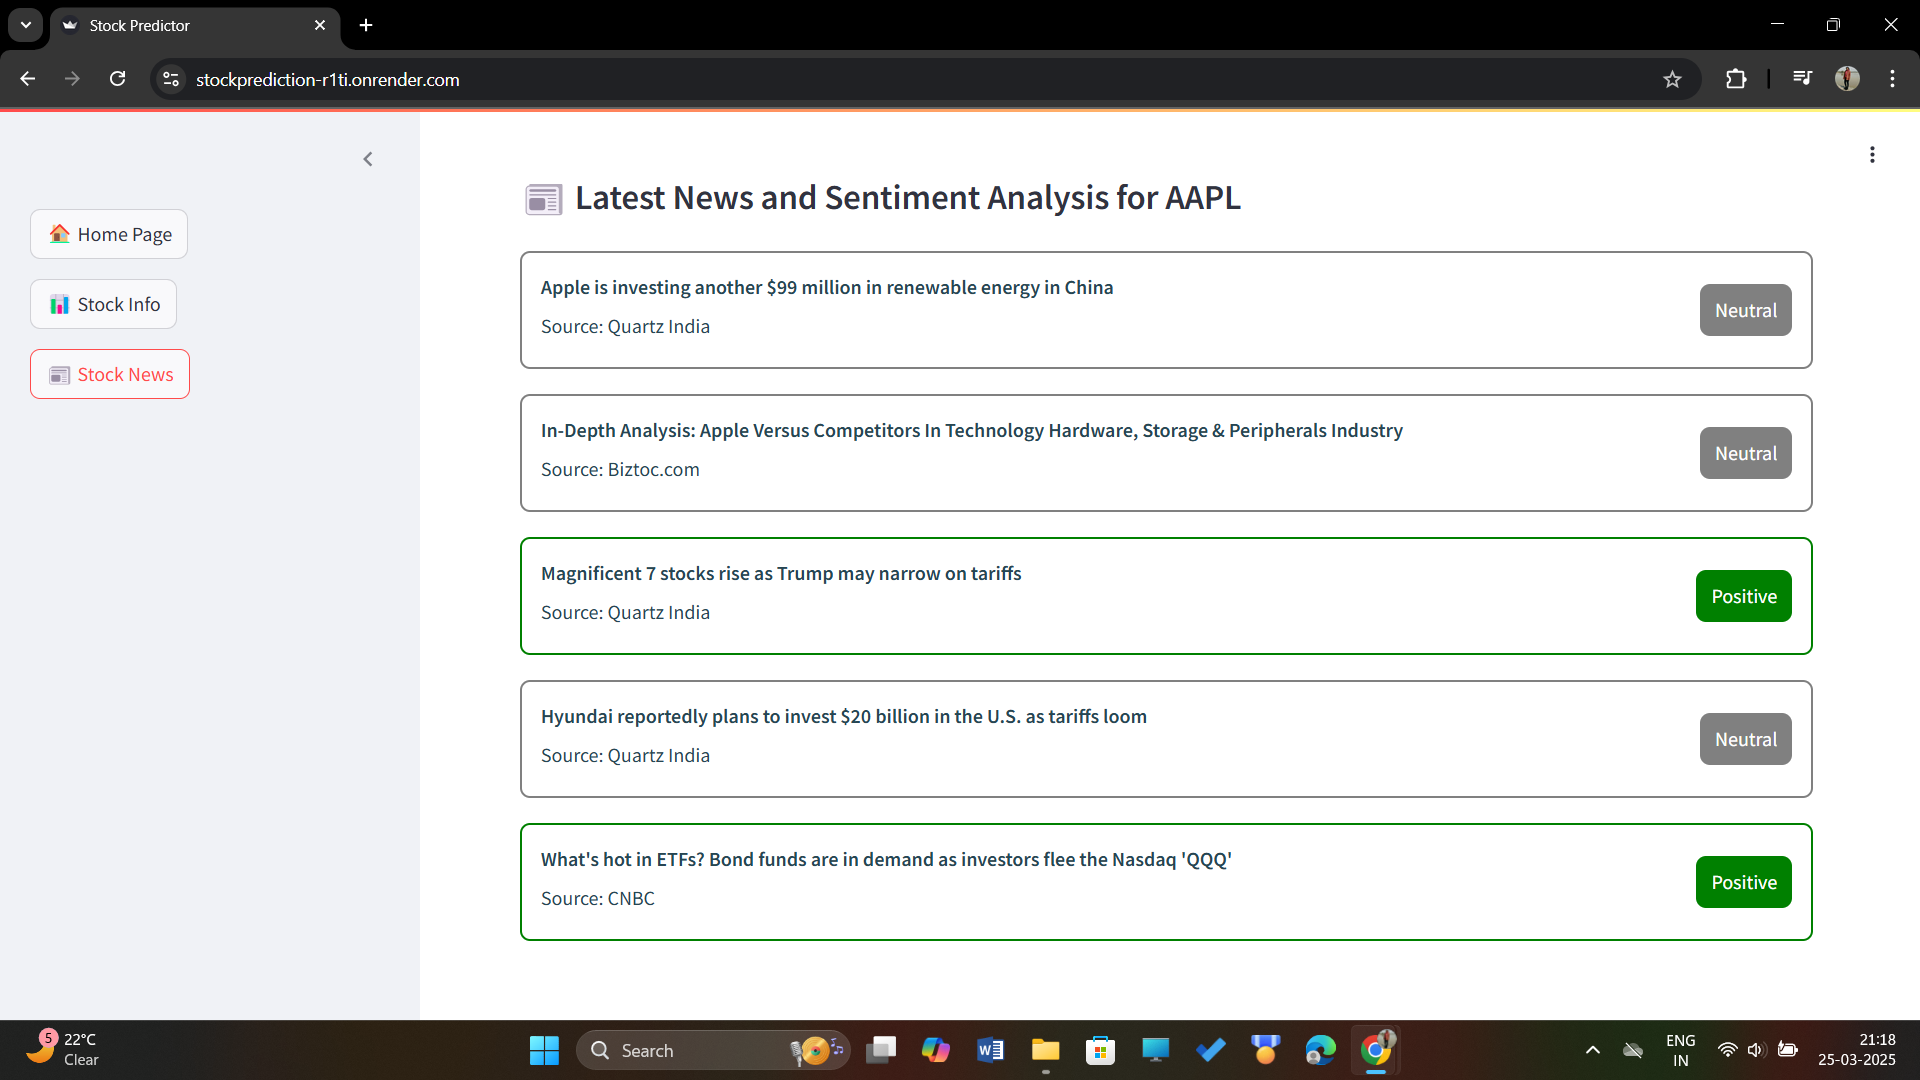 Stock Predictor
stockprediction-r1ti.onrender.com
Home Page
Stock Info
Stock News
Latest News and Sentiment Analysis for AAPL
Apple is investing another $99 million in renewable energy in China
Source: Quartz India
Neutral
In-Depth Analysis: Apple Versus Competitors In Technology Hardware, Storage & Peripherals Industry
Source: Biztoc.com
Neutral
Magnificent 7 stocks rise as Trump may narrow on tariffs
Source: Quartz India
Positive
Hyundai reportedly plans to invest $20 billion in the U.S. as tariffs loom
Source: Quartz India
Neutral
What's hot in ETFs? Bond funds are in demand as investors flee the Nasdaq 'QQQ'
Source: CNBC
Positive
5
22°C
Clear
Search
W
ENG
IN
21:18
25-03-2025